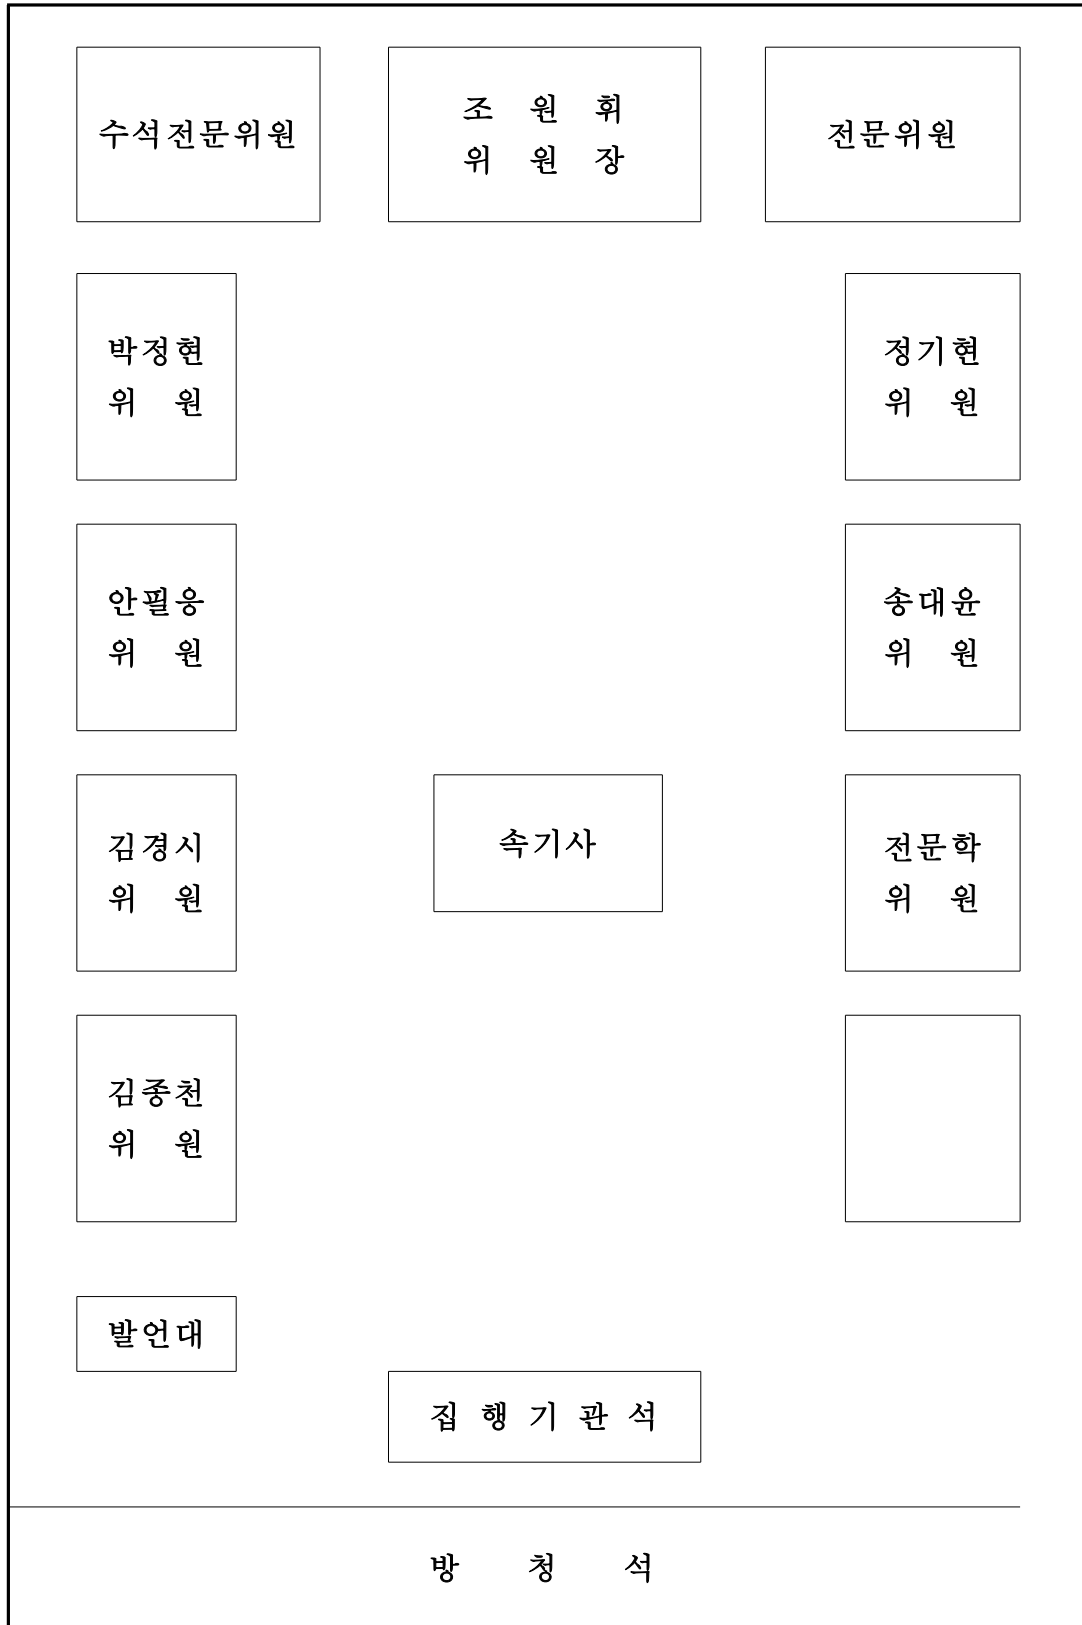 수석전문위원
조 원 휘
위 원 장
전문위원
박정현
위 원
정기현
위 원
안필응
위 원
송대윤
위 원
김경시
위 원
속기사
전문학
위 원
김종천
위 원
발언대
집 행 기 관 석
방 청 석